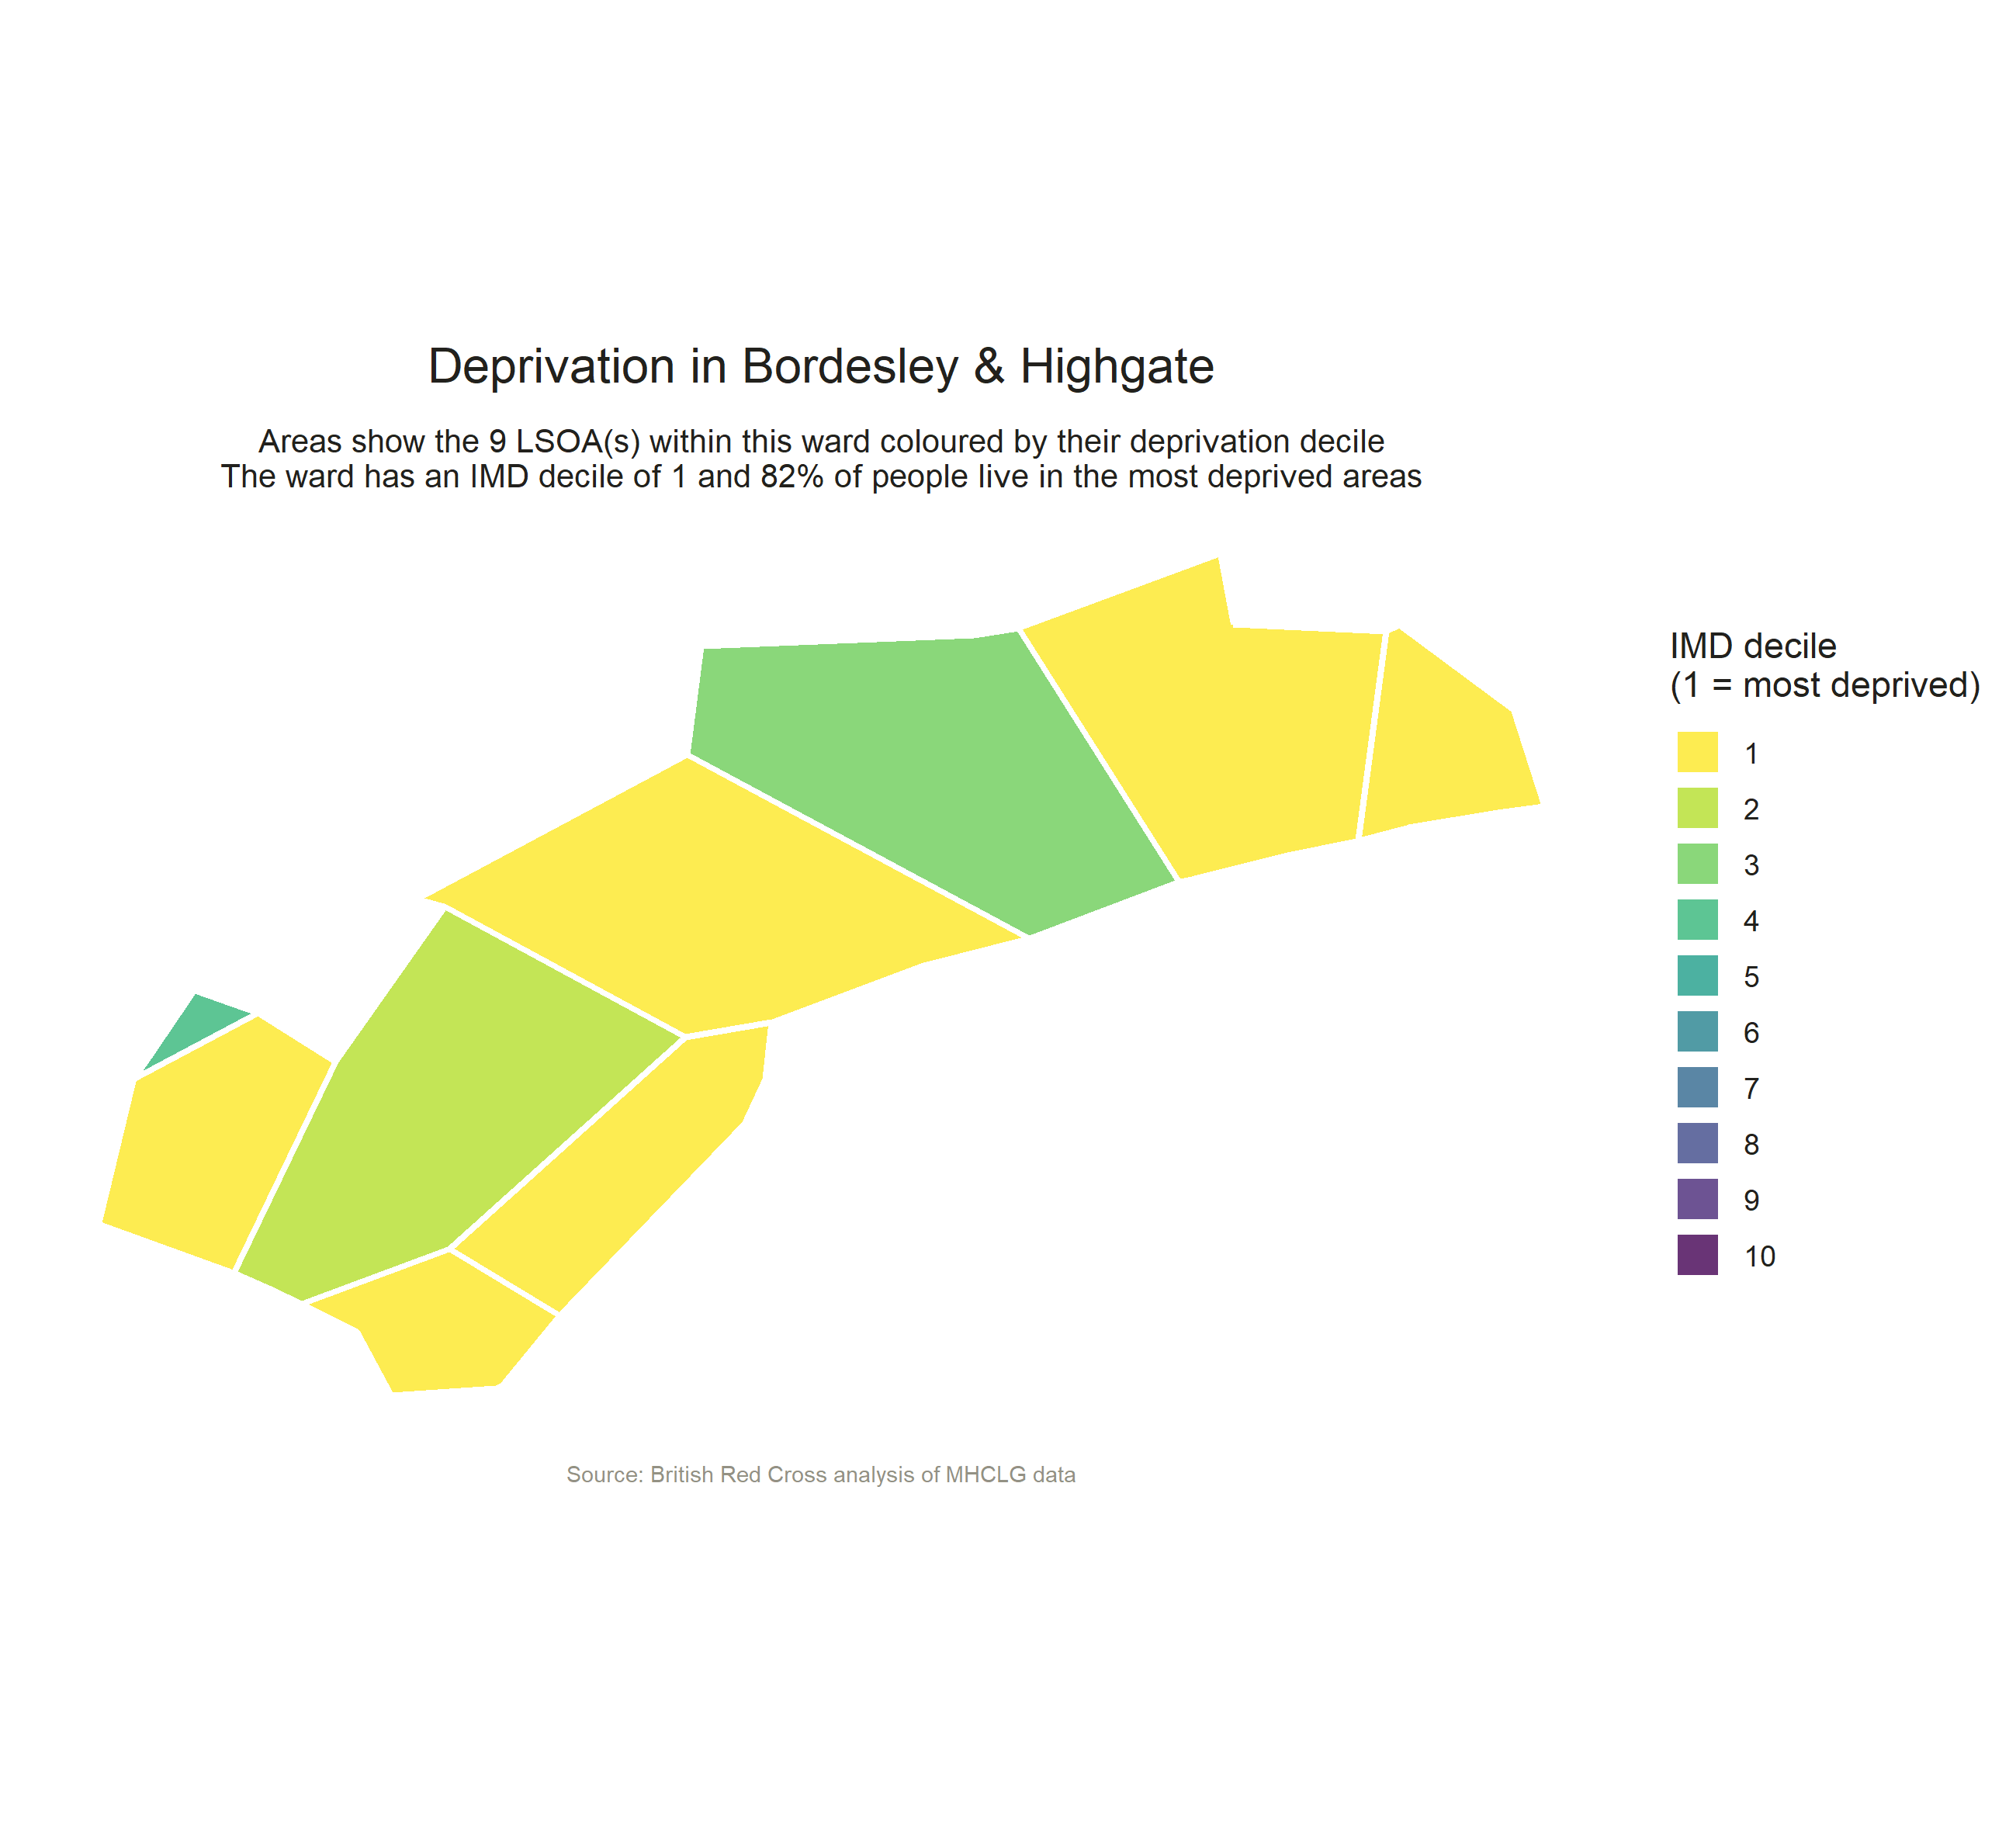 Deprivation in Bordesley & Highgate
Areas show the 9 LSOA(s) within this ward coloured by their deprivation decile
The ward has an IMD decile of 1 and 82% of people live in the most deprived areas
IMD decile
(1 = most deprived)
1
2
3
4
5
6
7
8
9
10
Source: British Red Cross analysis of MHCLG data